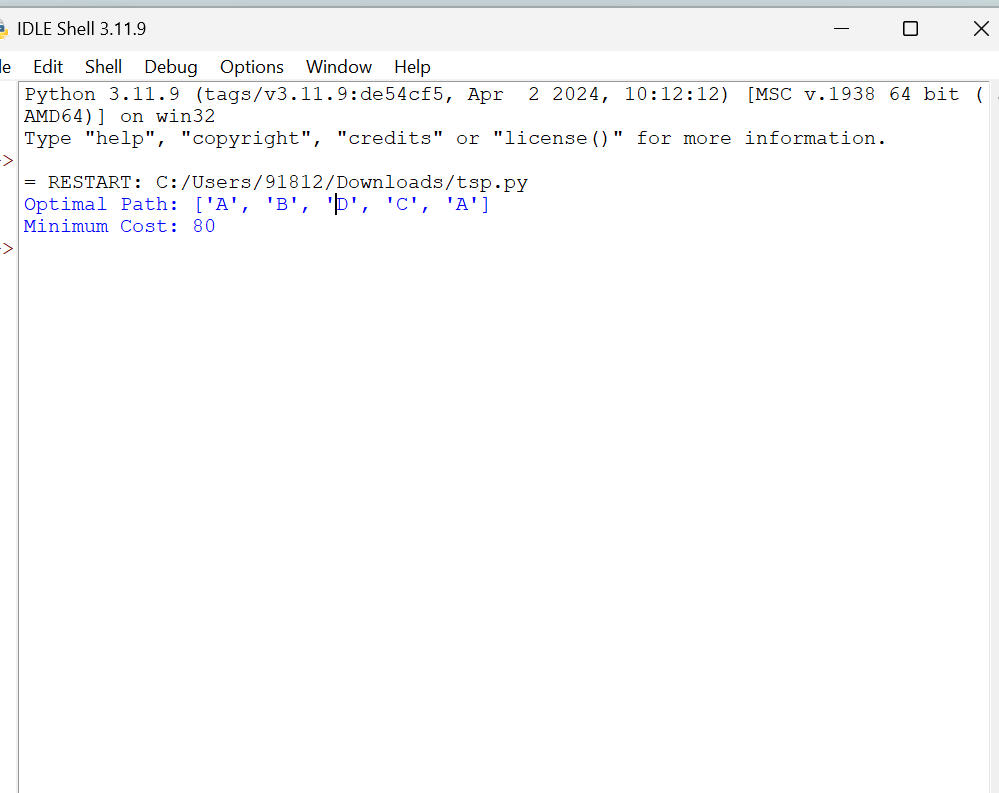 IDLE Shell 3.11.9
le Edit Shell Debug Options Window Help
Python 3.11.9 (tags/v3.11.9:de54cf5, Apr  2 2024, 10:12:12) [MSC v.1938 64 bit (
AMD64)] on win32
Type "help", "copyright", "credits" or "license()" for more information.
>
= RESTART: C:/Users/91812/Downloads/tsp.py
Optimal Path: ['A', 'B', 'D', 'C', 'A']
Minimum Cost: 80
>